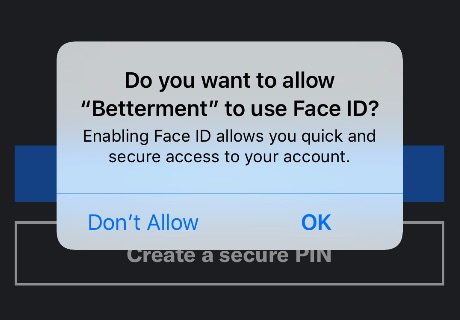 Do you want to allow
“Betterment” to use Face ID?
Enabling Face ID allows you quick and
secure access to your account.
Don’t Allow
OK
Create a secure PIN